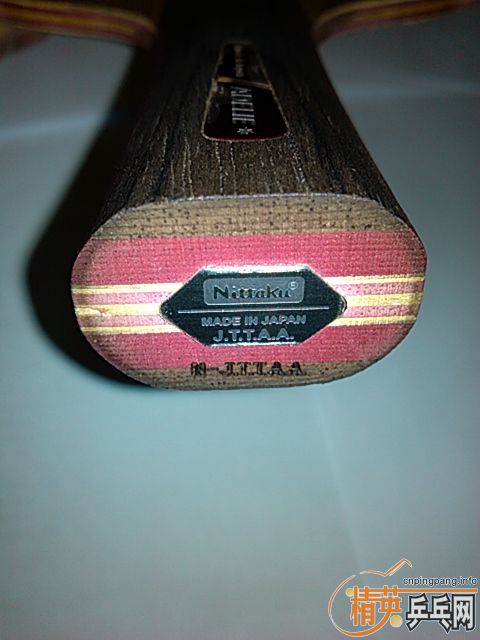 Nittaku®
MADE IN JAPAN
J.T.T.A.A.
J.T.T.A.A
cnpingpang.info
精英乒乓网